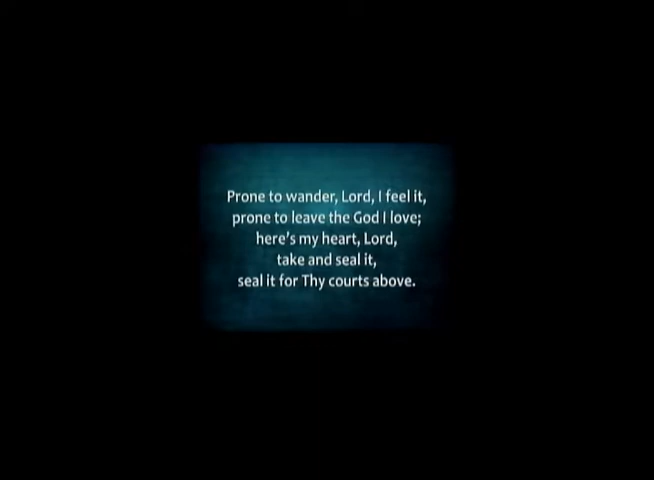 Prone to wander, Lord, I feel it,
prone to leave the God I love;
here's my heart, Lord,
take and seal it,
seal it for Thy courts above.